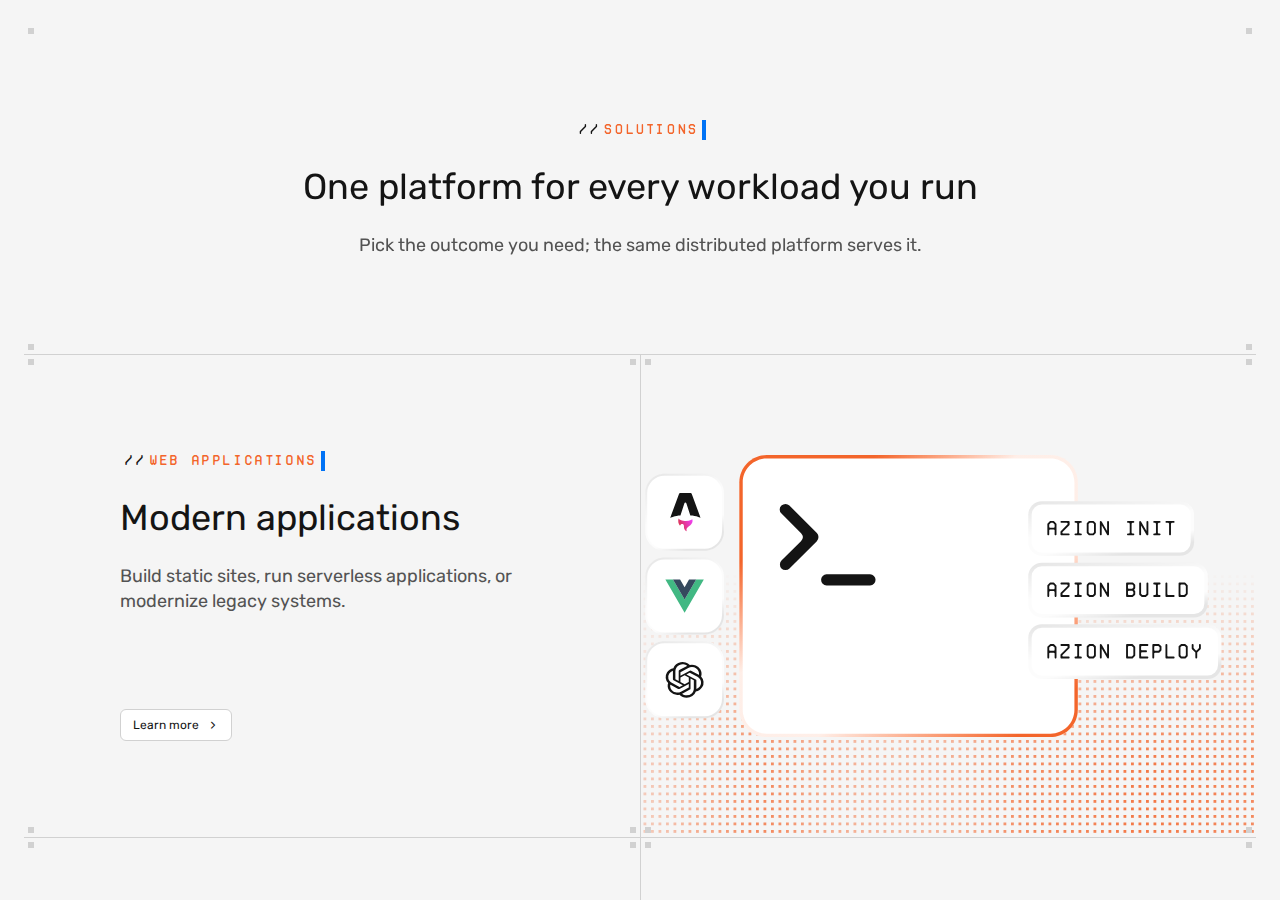 // SOLUTIONS
One platform for every workload you run
Pick the outcome you need; the same distributed platform serves it.
// WEB APPLICATIONS
Modern applications
Build static sites, run serverless applications, or
modernize legacy systems.
Learn more
AZION INIT
AZION BUILD
AZION DEPLOY